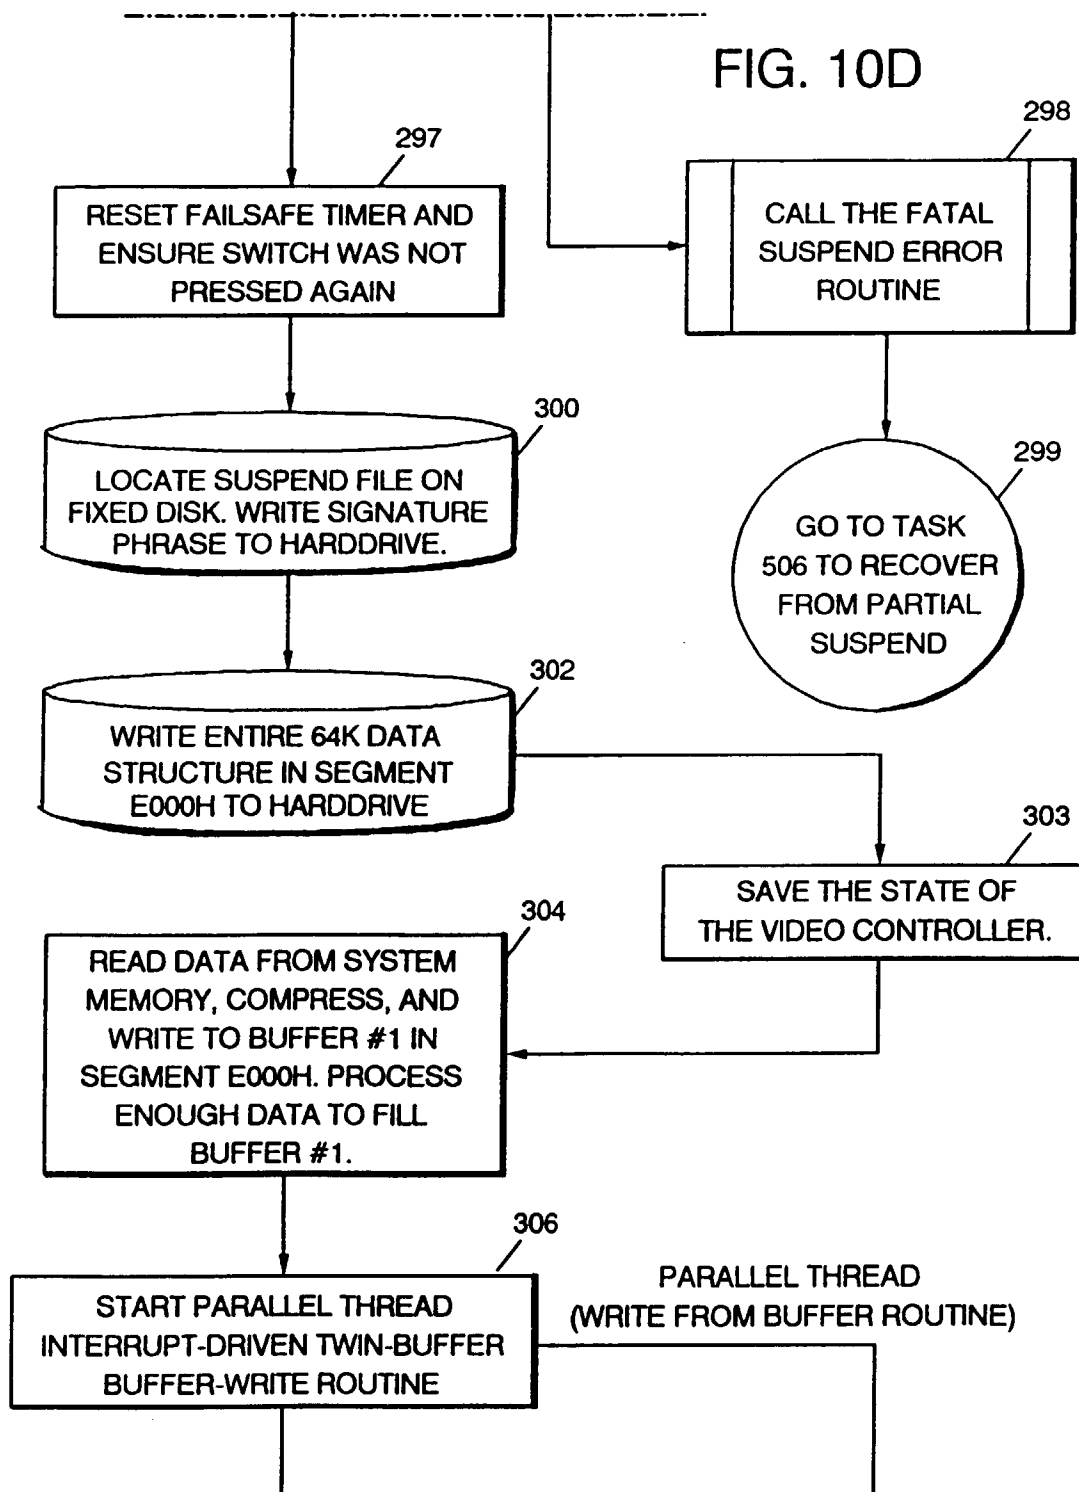 FIG. 10D
297
RESET FAILSAFE TIMER AND
ENSURE SWITCH WAS NOT
PRESSED AGAIN
298
CALL THE FATAL
SUSPEND ERROR
ROUTINE
300
LOCATE SUSPEND FILE ON
FIXED DISK. WRITE SIGNATURE
PHRASE TO HARDDRIVE.
299
GO TO TASK
506 TO RECOVER
FROM PARTIAL
SUSPEND
302
WRITE ENTIRE 64K DATA
STRUCTURE IN SEGMENT
E000H TO HARDDRIVE
303
SAVE THE STATE OF
THE VIDEO CONTROLLER.
304
READ DATA FROM SYSTEM
MEMORY, COMPRESS, AND
WRITE TO BUFFER #1 IN
SEGMENT E000H. PROCESS
ENOUGH DATA TO FILL
BUFFER #1.
306
START PARALLEL THREAD
INTERRUPT-DRIVEN TWIN-BUFFER
BUFFER-WRITE ROUTINE
PARALLEL THREAD
(WRITE FROM BUFFER ROUTINE)